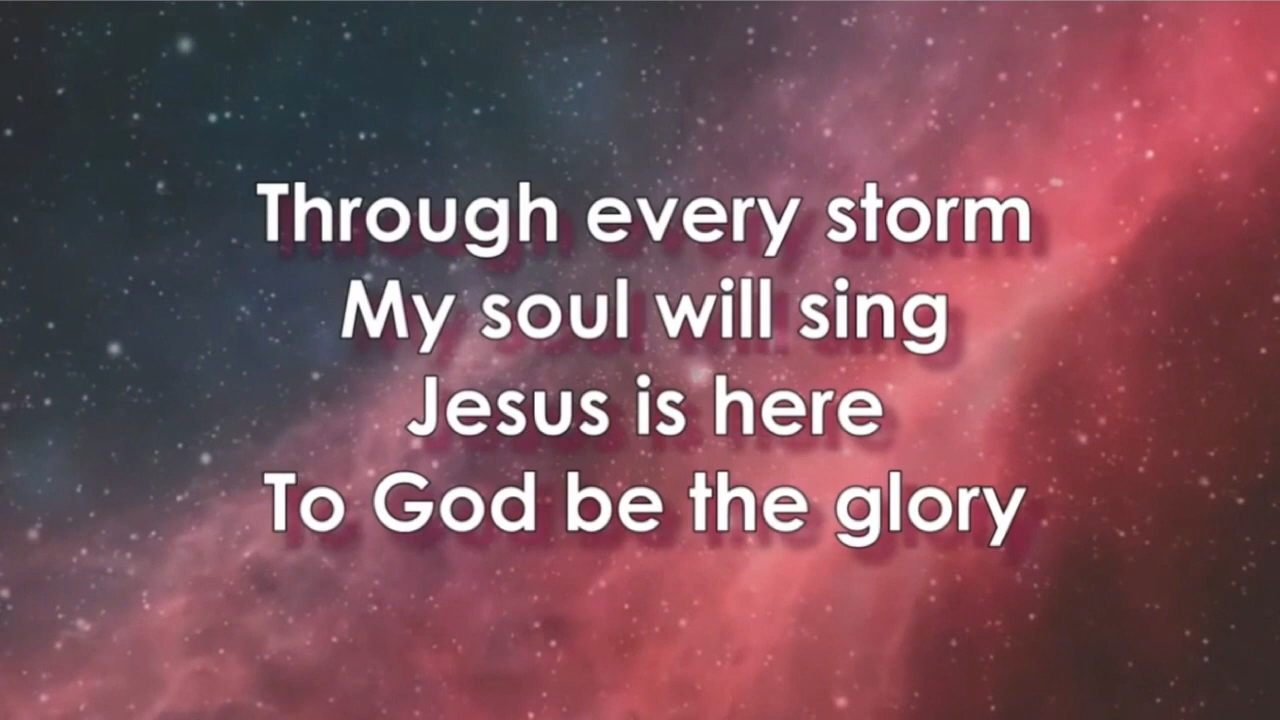 Through every storm
My soul will sing
Jesus is here
To God be the glory